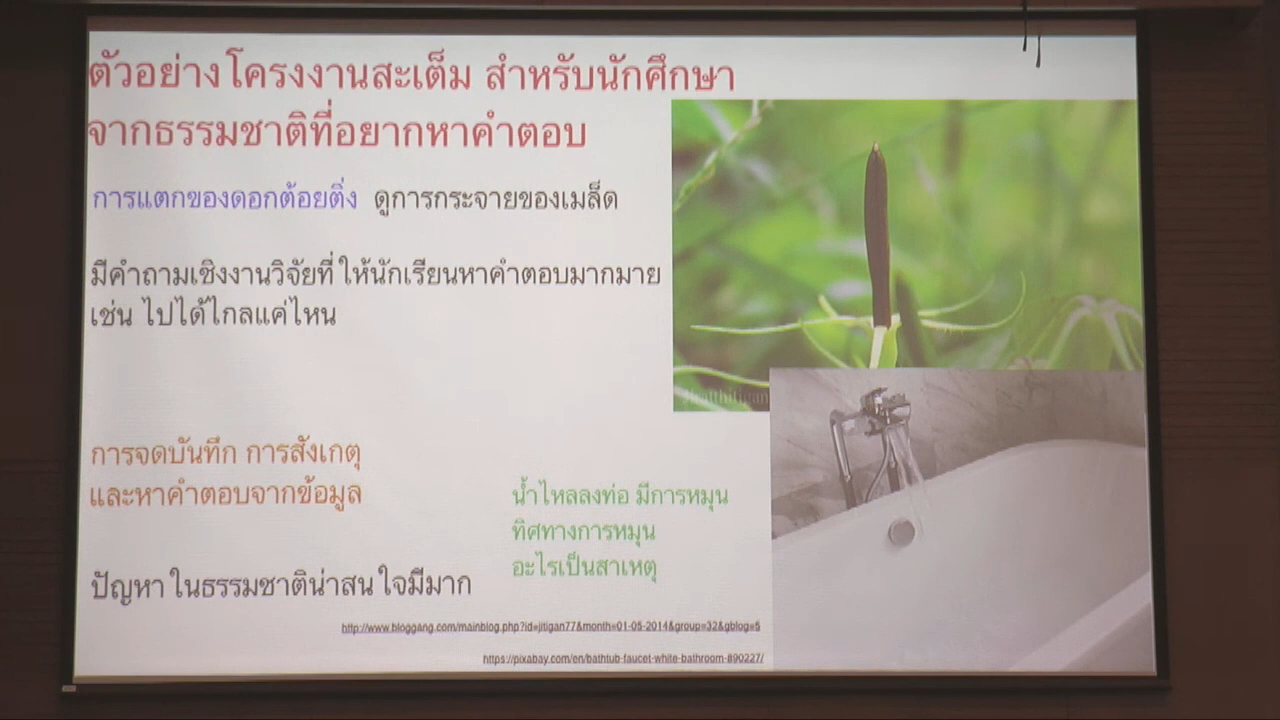 ตัวอย่างโครงงานสะเต็ม สำหรับนักศึกษา
จากธรรมชาติที่อยากหาคำตอบ
การแตกของดอกต้อยติ่ง ดูการกระจายของเมล็ด
มีคำถามเชิงงานวิจัยที่ให้นักเรียนหาคำตอบมากมาย
เช่น ไปได้ไกลแค่ไหน
การจดบันทึก การสังเกตุ
และหาคำตอบจากข้อมูล
น้ำไหลลงท่อ มีการหมุน
ทิศทางการหมุน
อะไรเป็นสาเหตุ
ปัญหาในธรรมชาติน่าสนใจมีมาก
http://www.bloggang.com/mainblog.php?id=jitigan77&month=01-05-2014&group=32&gblog=5
https://pixabay.com/en/bathtub-faucet-white-bathroom-890227/